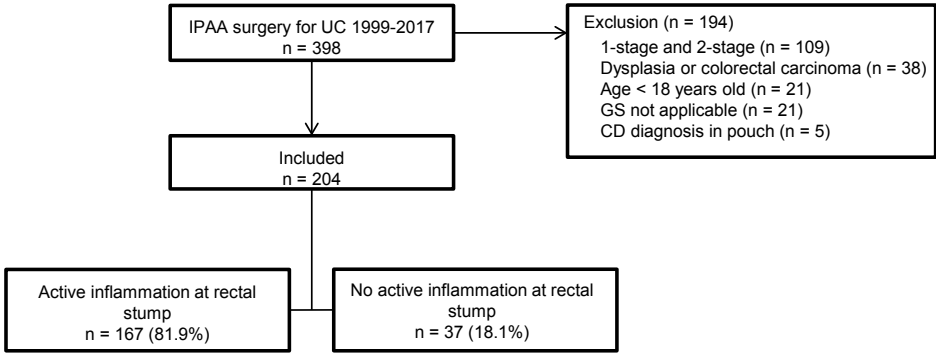 IPAA surgery for UC 1999-2017
n = 398
Exclusion (n = 194)
1-stage and 2-stage (n = 109)
Dysplasia or colorectal carcinoma (n = 38)
Age < 18 years old (n = 21)
GS not applicable (n = 21)
CD diagnosis in pouch (n = 5)
Included
n = 204
Active inflammation at rectal
stump
n = 167 (81.9%)
No active inflammation at rectal
stump
n = 37 (18.1%)